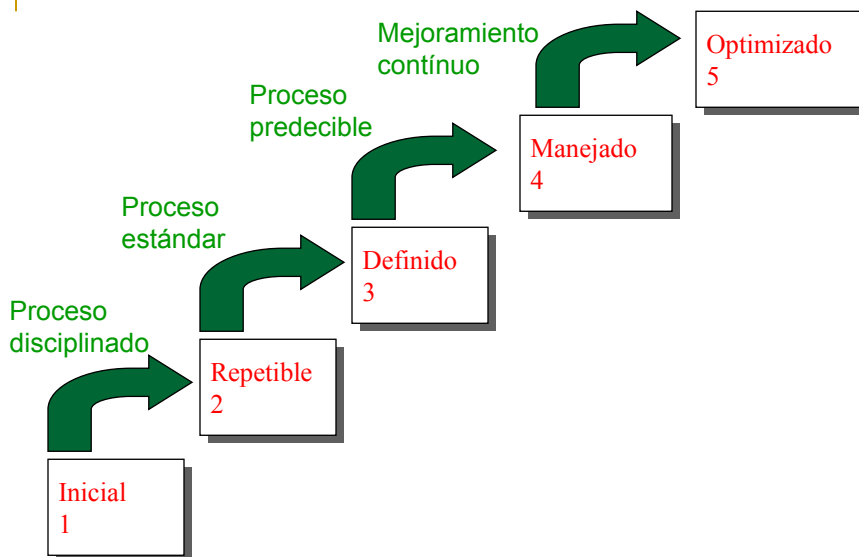 Mejoramiento
contínuo
Optimizado
5
Proceso
predecible
Manejado
4
Proceso
estándar
Definido
3
Proceso
disciplinado
Repetible
2
Inicial
1